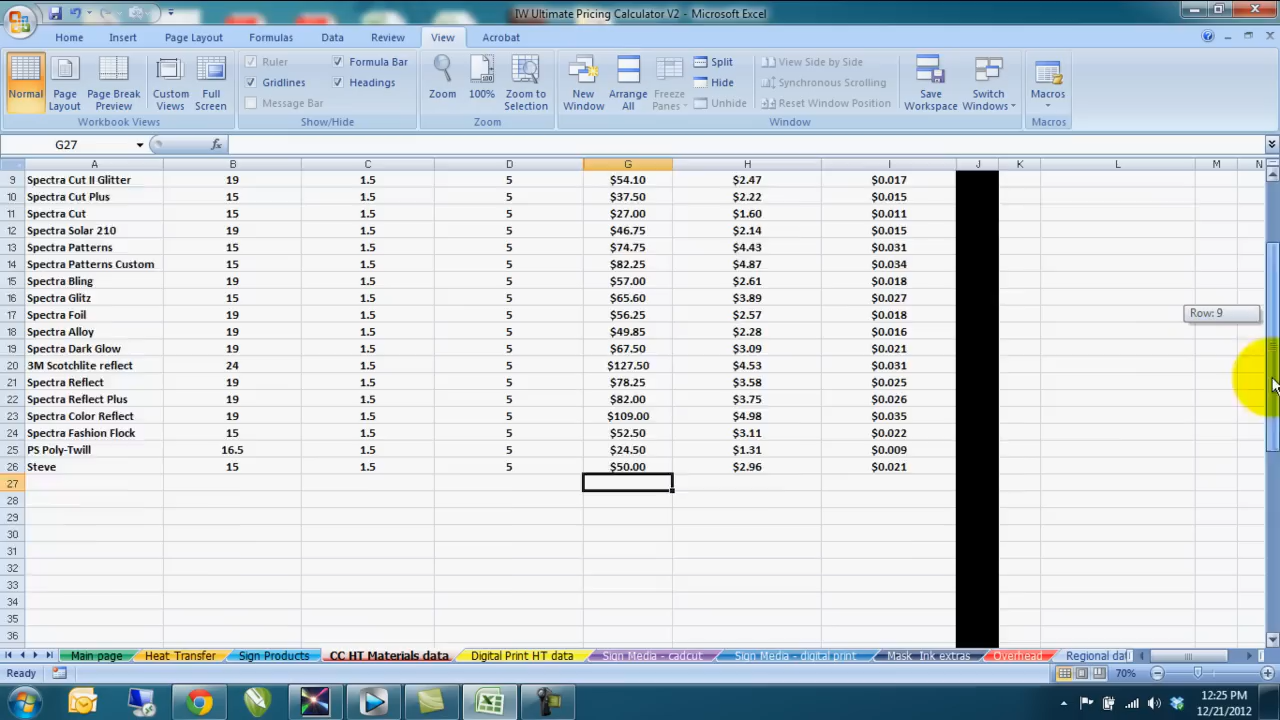 IW Ultimate Pricing Calculator V2 - Microsoft Excel
Home Insert Page Layout Formulas Data Review View Acrobat
Normal Page Layout Page Break Preview Custom Views Full Screen
Workbook Views
Ruler Formula Bar
Gridlines Headings
Message Bar
Show/Hide
Zoom 100% Zoom to Selection
Zoom
New Window Arrange All Freeze Panes
Split
Hide
Unhide
View Side by Side
Synchronous Scrolling
Reset Window Position
Save Workspace Switch Windows
Window
Macros
Macros
G27 fx
A B C D G H I J K L M N
9 Spectra Cut II Glitter 19 1.5 5 $54.10 $2.47 $0.017
10 Spectra Cut Plus 15 1.5 5 $37.50 $2.22 $0.015
11 Spectra Cut 15 1.5 5 $27.00 $1.60 $0.011
12 Spectra Solar 210 19 1.5 5 $46.75 $2.14 $0.015
13 Spectra Patterns 15 1.5 5 $74.75 $4.43 $0.031
14 Spectra Patterns Custom 15 1.5 5 $82.25 $4.87 $0.034
15 Spectra Bling 19 1.5 5 $57.00 $2.61 $0.018
16 Spectra Glitz 15 1.5 5 $65.60 $3.89 $0.027
17 Spectra Foil 19 1.5 5 $56.25 $2.57 $0.018
Row: 9
18 Spectra Alloy 19 1.5 5 $49.85 $2.28 $0.016
19 Spectra Dark Glow 19 1.5 5 $67.50 $3.09 $0.021
20 3M Scotchlite reflect 24 1.5 5 $127.50 $4.53 $0.031
21 Spectra Reflect 19 1.5 5 $78.25 $3.58 $0.025
22 Spectra Reflect Plus 19 1.5 5 $82.00 $3.75 $0.026
23 Spectra Color Reflect 19 1.5 5 $109.00 $4.98 $0.035
24 Spectra Fashion Flock 15 1.5 5 $52.50 $3.11 $0.022
25 PS Poly-Twill 16.5 1.5 5 $24.50 $1.31 $0.009
26 Steve 15 1.5 5 $50.00 $2.96 $0.021
27
28
29
30
31
32
33
34
35
36
Main page Heat Transfer Sign Products CC HT Materials data Digital Print HT data Sign Media - cadcut Sign Media - digital print Mask Ink extras Overhead Regional dat
Ready 70%
12:25 PM
12/21/2012